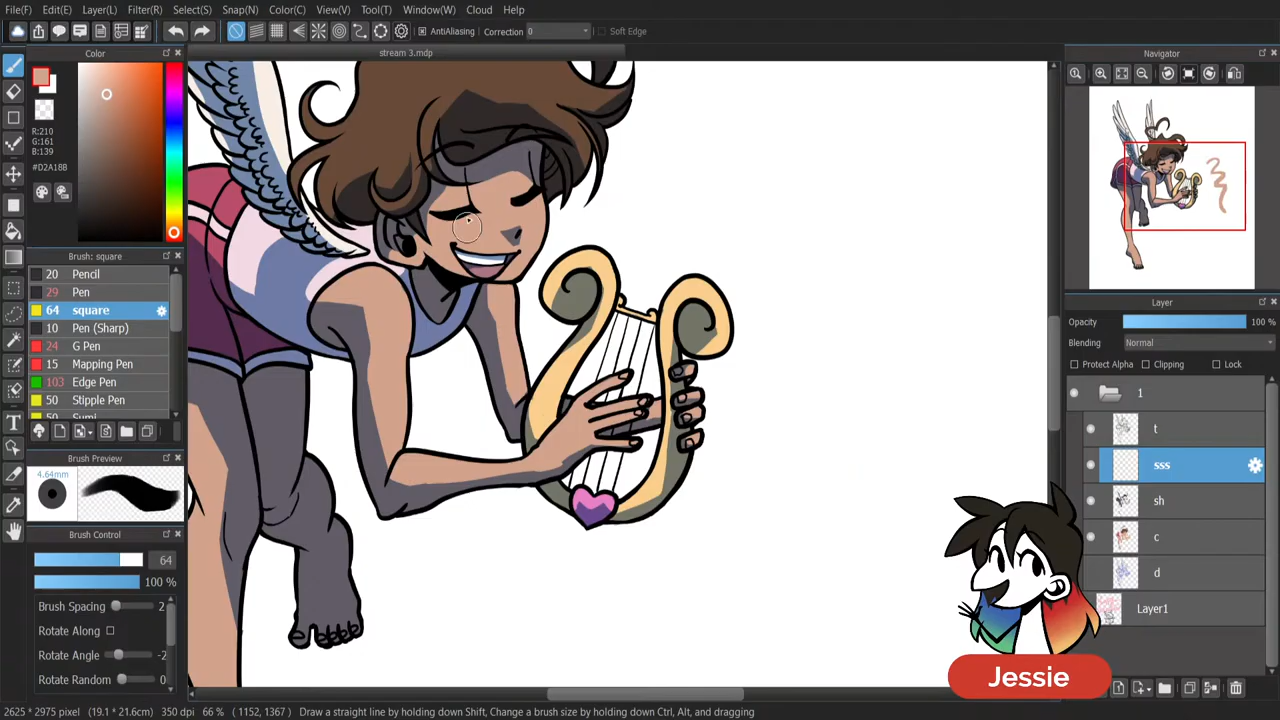 File(F) Edit(E) Layer(L) Filter(R) Select(S) Snap(N) Color(C) View(V) Tool(T) Window(W) Cloud Help
AntiAliasing Correction 0 Soft Edge
Color
stream 3.mdp
Navigator
R:210
G:161
B:139
#D2A18B
Brush: square
20 Pencil
29 Pen
64 square
10 Pen (Sharp)
24 G Pen
15 Mapping Pen
103 Edge Pen
50 Stipple Pen
50 Sumi
Brush Preview
4.64mm
Brush Control
64
100 %
Brush Spacing 2
Rotate Along
Rotate Angle -2
Rotate Random 0
Layer
Opacity 100 %
Blending Normal
Protect Alpha Clipping Lock
1
t
sss
sh
c
d
Layer1
Jessie
2625 * 2975 pixel (19.1 * 21.6cm) 350 dpi 66 % ( 1152, 1367 ) Draw a straight line by holding down Shift, Change a brush size by holding down Ctrl, Alt, and dragging